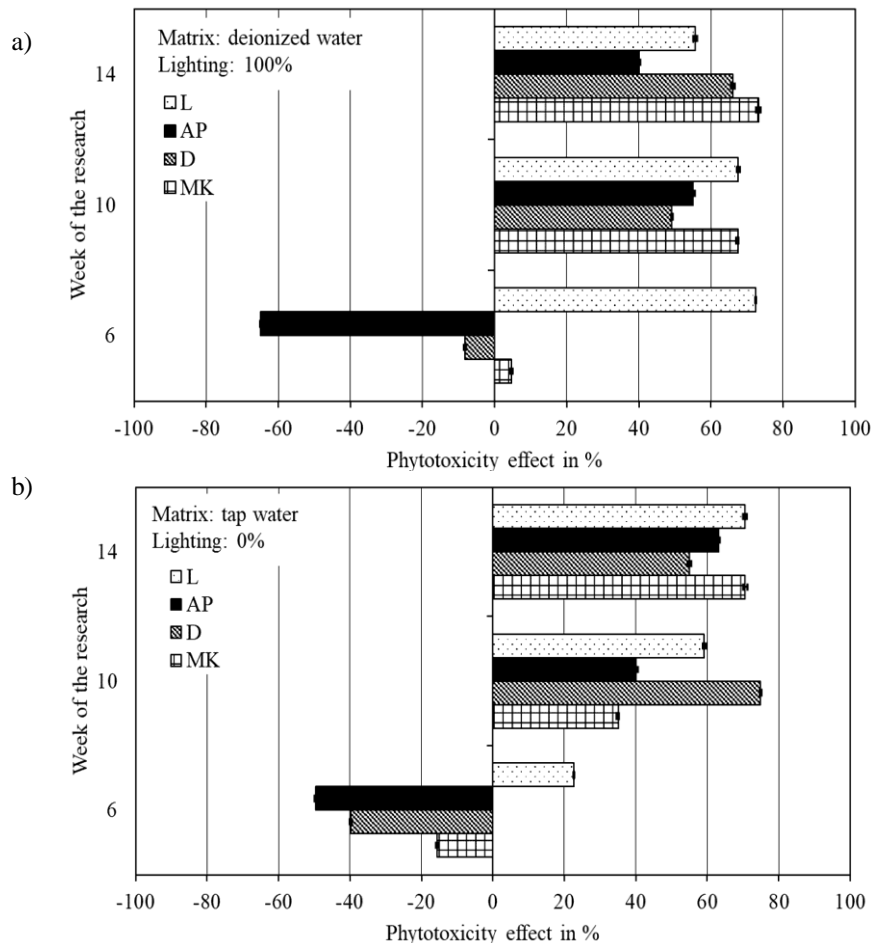 a)
Matrix: deionized water
Lighting: 100%
L
AP
D
MK
Week of the research
14
10
6
-100 -80 -60 -40 -20 0 20 40 60 80 100
Phytotoxicity effect in %
b)
Matrix: tap water
Lighting: 0%
L
AP
D
MK
Week of the research
14
10
6
-100 -80 -60 -40 -20 0 20 40 60 80 100
Phytotoxicity effect in %